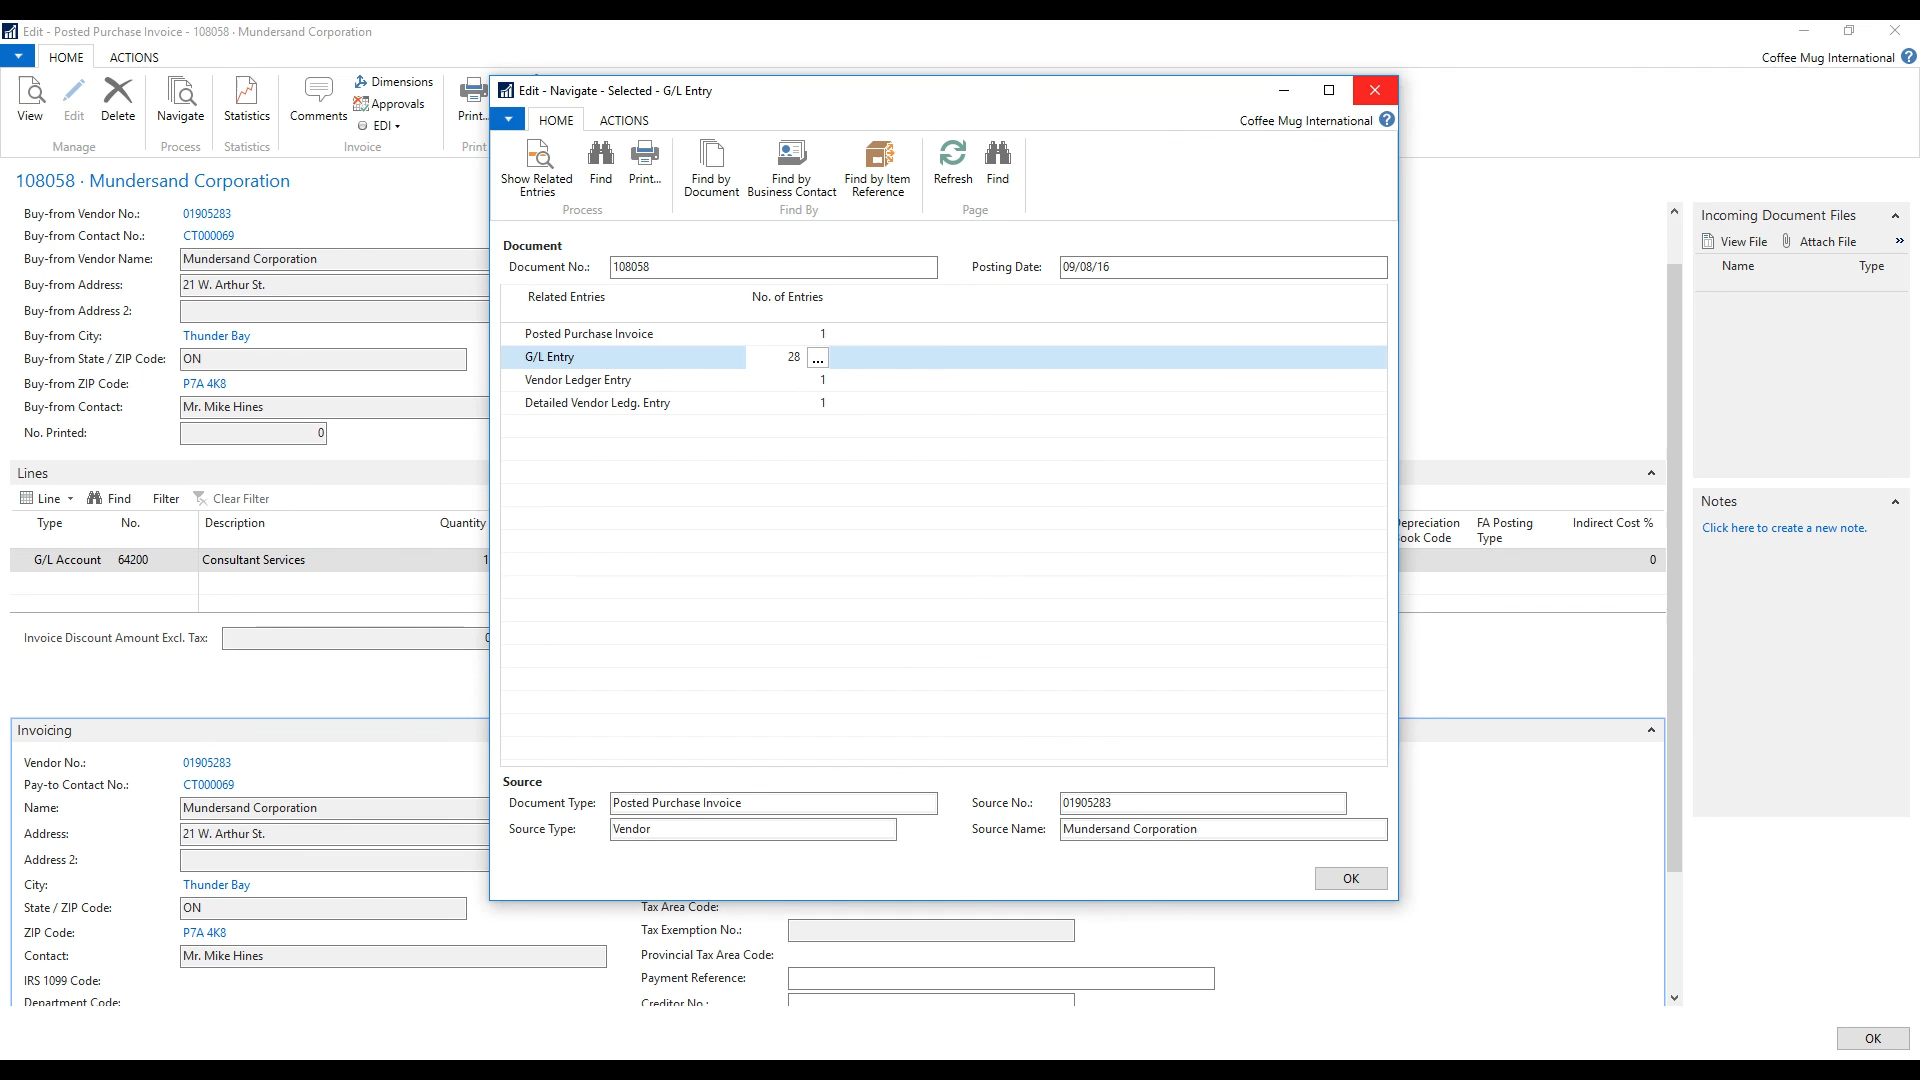 Edit - Posted Purchase Invoice - 108058 · Mundersand Corporation
HOME ACTIONS
Coffee Mug International ?
View Edit Delete
Manage
Navigate
Process
Statistics
Statistics
Comments
Dimensions
Approvals
EDI
Invoice
Print...
Print
108058 · Mundersand Corporation
Buy-from Vendor No.: 01905283
Buy-from Contact No.: CT000069
Buy-from Vendor Name: Mundersand Corporation
Buy-from Address: 21 W. Arthur St.
Buy-from Address 2:
Buy-from City: Thunder Bay
Buy-from State / ZIP Code: ON
Buy-from ZIP Code: P7A 4K8
Buy-from Contact: Mr. Mike Hines
No. Printed: 0
Lines
Line Find Filter Clear Filter
Type No. Description Quantity
G/L Account 64200 Consultant Services 1
Invoice Discount Amount Excl. Tax: 0
Invoicing
Vendor No.: 01905283
Pay-to Contact No.: CT000069
Name: Mundersand Corporation
Address: 21 W. Arthur St.
Address 2:
City: Thunder Bay
State / ZIP Code: ON
ZIP Code: P7A 4K8
Contact: Mr. Mike Hines
IRS 1099 Code:
Department Code:
Edit - Navigate - Selected - G/L Entry
HOME ACTIONS
Coffee Mug International ?
Show Related Entries
Find
Print...
Process
Find by Document
Find by Business Contact
Find by Item Reference
Find By
Refresh
Find
Page
Document
Document No.: 108058 Posting Date: 09/08/16
Related Entries No. of Entries
Posted Purchase Invoice 1
G/L Entry 28 ...
Vendor Ledger Entry 1
Detailed Vendor Ledg. Entry 1
Source
Document Type: Posted Purchase Invoice Source No.: 01905283
Source Type: Vendor Source Name: Mundersand Corporation
OK
Tax Area Code:
Tax Exemption No.:
Provincial Tax Area Code:
Payment Reference:
Creditor No.:
epreciation
ook Code
FA Posting
Type
Indirect Cost %
0
Incoming Document Files
View File Attach File »
Name Type
Notes
Click here to create a new note.
OK